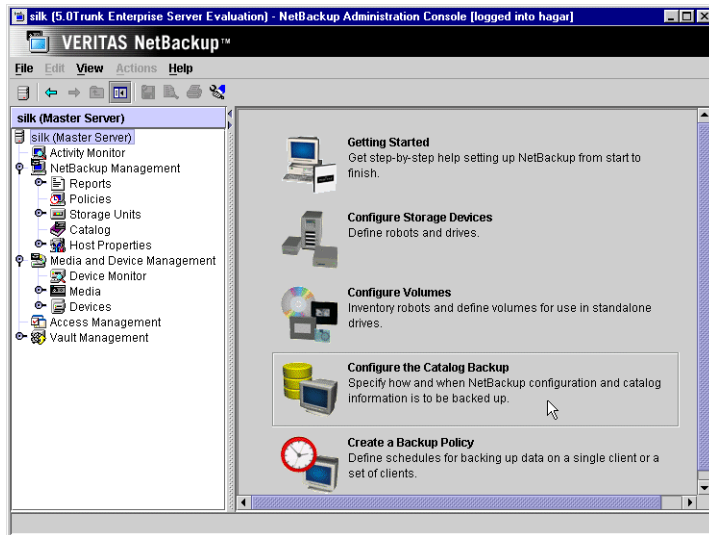 silk (5.0Trunk Enterprise Server Evaluation) - NetBackup Administration Console [logged into hagar]
VERITAS NetBackup™
File Edit View Actions Help
silk (Master Server)
silk (Master Server)
Activity Monitor
NetBackup Management
Reports
Policies
Storage Units
Catalog
Host Properties
Media and Device Management
Device Monitor
Media
Devices
Access Management
Vault Management
Getting Started
Get step-by-step help setting up NetBackup from start to
finish.
Configure Storage Devices
Define robots and drives.
Configure Volumes
Inventory robots and define volumes for use in standalone
drives.
Configure the Catalog Backup
Specify how and when NetBackup configuration and catalog
information is to be backed up.
Create a Backup Policy
Define schedules for backing up data on a single client or a
set of clients.